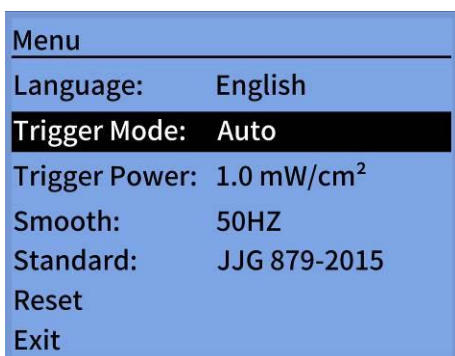 Menu
Language: English
Trigger Mode: Auto
Trigger Power: 1.0 mW/cm²
Smooth: 50HZ
Standard: JJG 879-2015
Reset
Exit